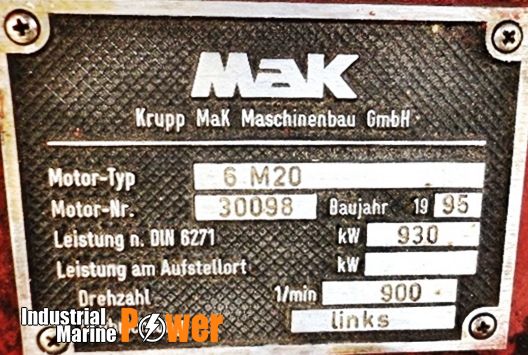 MaK
Krupp MaK Maschinenbau GmbH
Motor-Typ 6 M20
Motor-Nr. 30098 Baujahr 19 95
Leistung n. DIN 6271 kW 930
Leistung am Aufstellort kW
Drehzahl 1/min 900
links
Industrial Marine Power